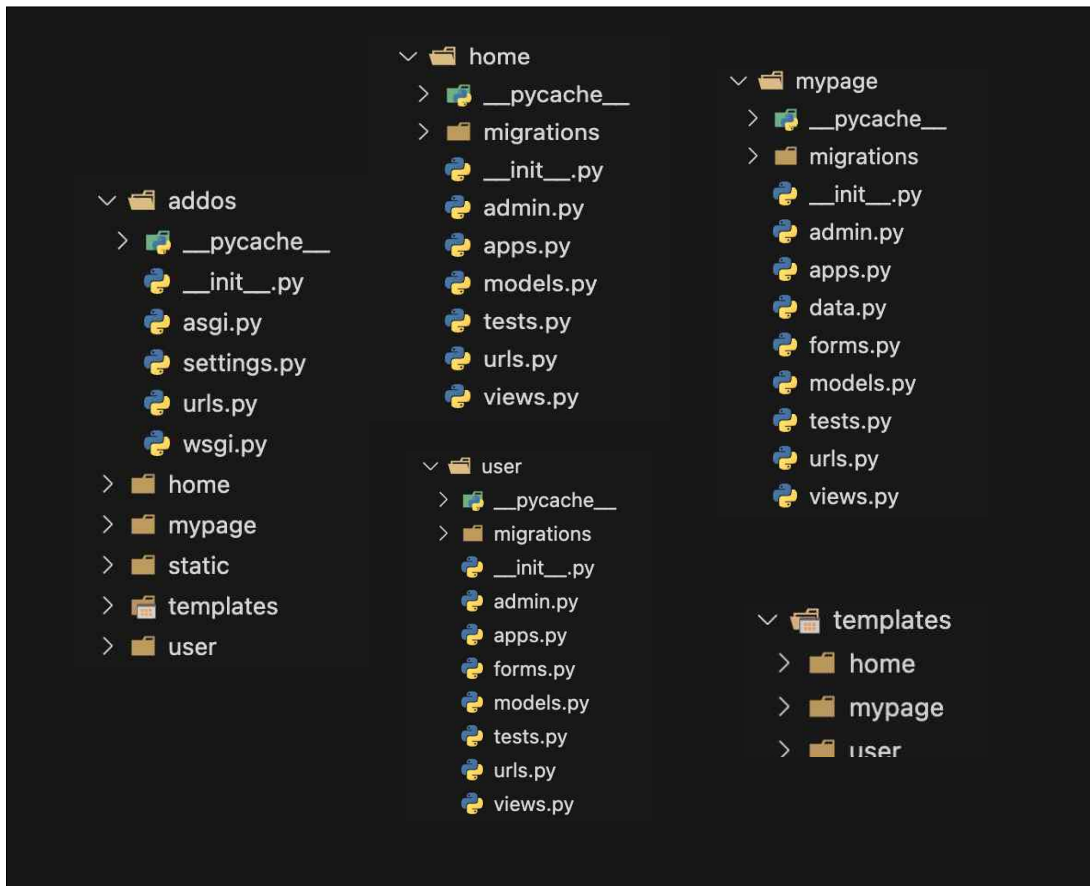 addos
__pycache__
__init__.py
asgi.py
settings.py
urls.py
wsgi.py
home
mypage
static
templates
user
home
__pycache__
migrations
__init__.py
admin.py
apps.py
models.py
tests.py
urls.py
views.py
user
__pycache__
migrations
__init__.py
admin.py
apps.py
forms.py
models.py
tests.py
urls.py
views.py
mypage
__pycache__
migrations
__init__.py
admin.py
apps.py
data.py
forms.py
models.py
tests.py
urls.py
views.py
templates
home
mypage
user